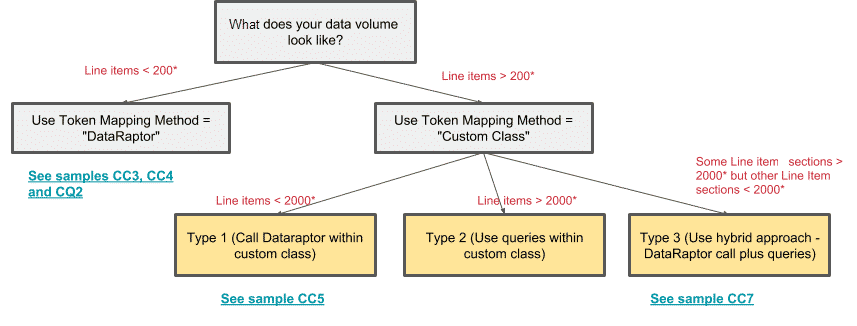 What does your data volume
look like?
Line items < 200*
Line items > 200*
Use Token Mapping Method =
"DataRaptor"
Use Token Mapping Method =
"Custom Class"
See samples CC3, CC4
and CQ2
Some Line item sections >
2000* but other Line Item
sections < 2000*
Line items < 2000*
Line items > 2000*
Type 1 (Call Dataraptor within
custom class)
Type 2 (Use queries within
custom class)
Type 3 (Use hybrid approach -
DataRaptor call plus queries)
See sample CC5
See sample CC7